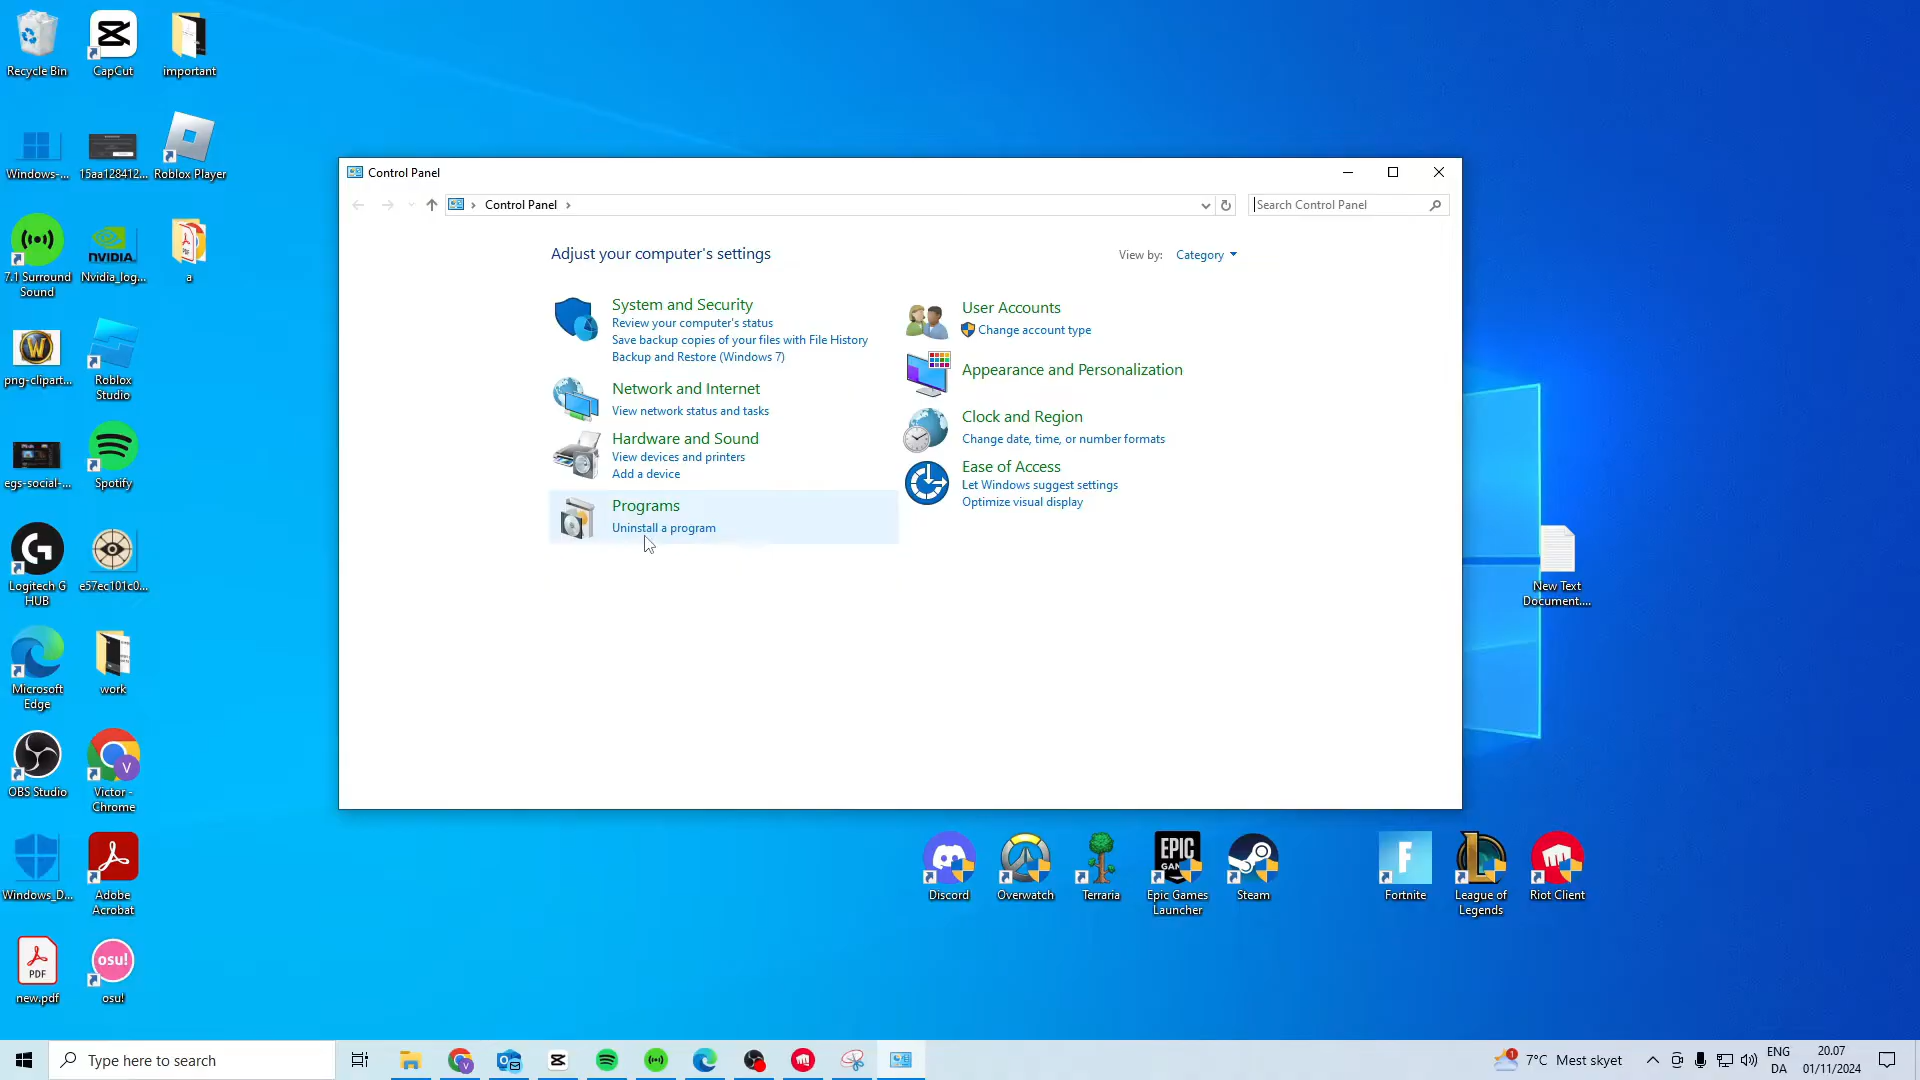 Recycle Bin
CapCut
important
Windows-...
15aa128412...
Roblox Player
7.1 Surround
Sound
NVIDIA
Nvidia_log...
a
png-clipart...
Roblox
Studio
egs-social-...
Spotify
Logitech G
HUB
e57ec101c0...
Microsoft
Edge
work
OBS Studio
V
Victor -
Chrome
Windows_D...
Adobe
Acrobat
PDF
new.pdf
osu!
osu!
Control Panel
Control Panel
Search Control Panel
Adjust your computer's settings
View by:
Category
System and Security
Review your computer's status
Save backup copies of your files with File History
Backup and Restore (Windows 7)
Network and Internet
View network status and tasks
Hardware and Sound
View devices and printers
Add a device
Programs
Uninstall a program
User Accounts
Change account type
Appearance and Personalization
Clock and Region
Change date, time, or number formats
Ease of Access
Let Windows suggest settings
Optimize visual display
New Text
Document....
Discord
Overwatch
Terraria
EPIC
Epic Games
Launcher
Steam
F
Fortnite
L
League of
Legends
Riot Client
Type here to search
1
7°C Mest skyet
ENG
DA
20.07
01/11/2024